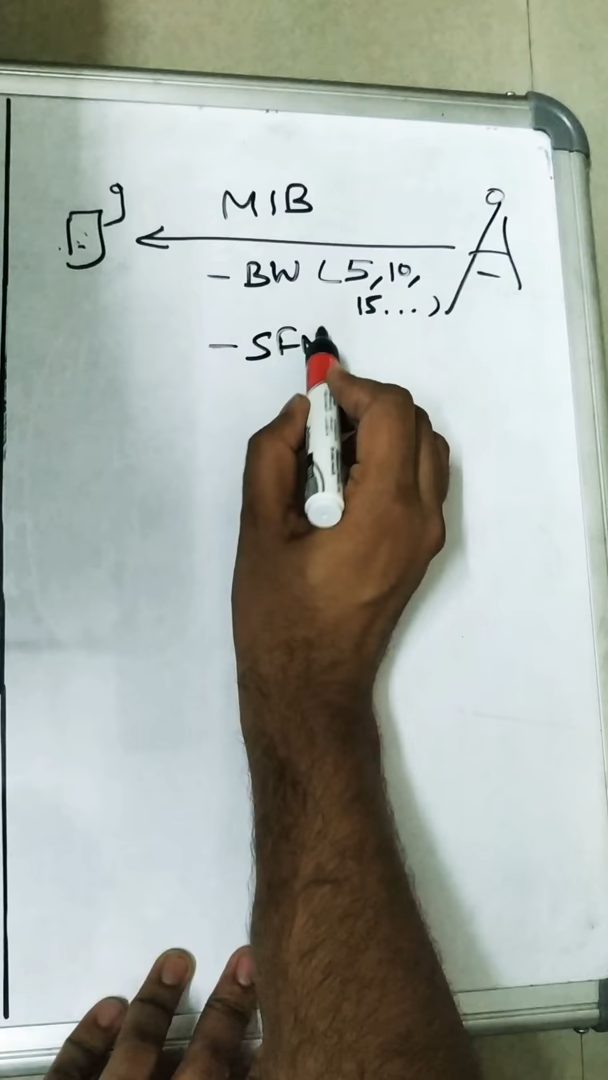 MIB
- BW (5, 10,
15...)
- SF